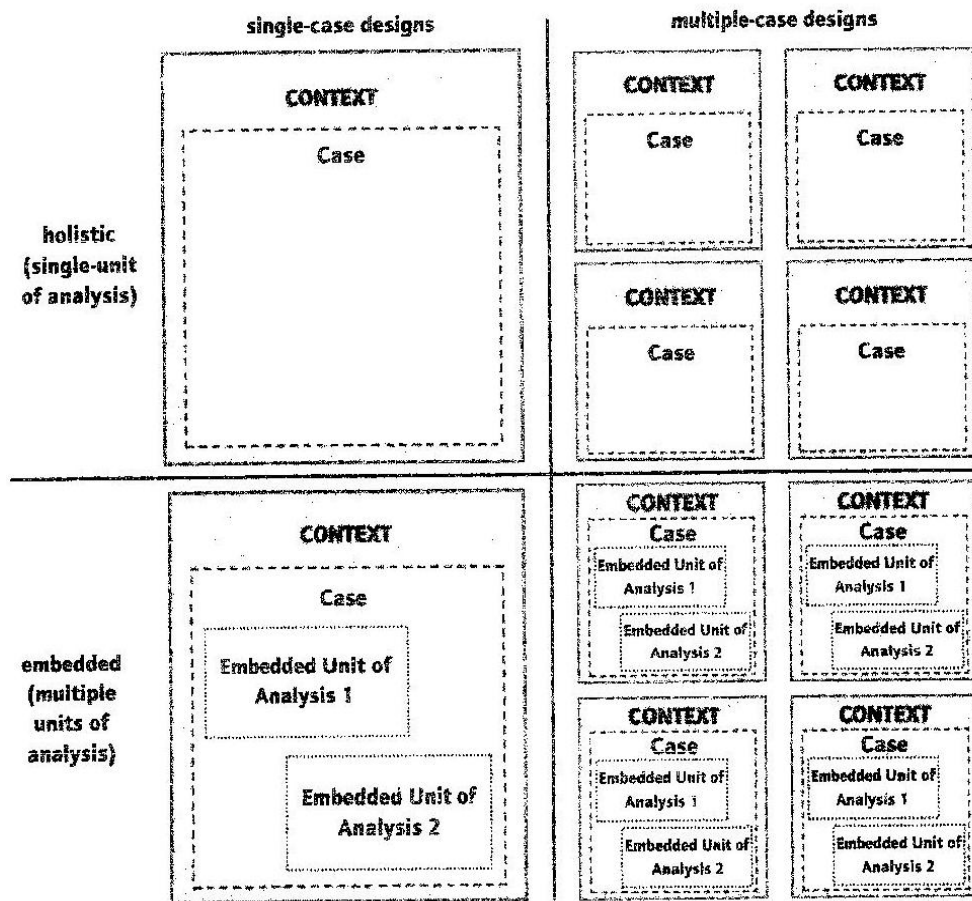 single-case designs
multiple-case designs
holistic
(single-unit
of analysis)
CONTEXT
Case
CONTEXT
Case
CONTEXT
Case
CONTEXT
Case
CONTEXT
Case
embedded
(multiple
units of
analysis)
CONTEXT
Case
Embedded Unit of
Analysis 1
Embedded Unit of
Analysis 2
CONTEXT
Case
Embedded Unit of
Analysis 1
Embedded Unit of
Analysis 2
CONTEXT
Case
Embedded Unit of
Analysis 1
Embedded Unit of
Analysis 2
CONTEXT
Case
Embedded Unit of
Analysis 1
Embedded Unit of
Analysis 2
CONTEXT
Case
Embedded Unit of
Analysis 1
Embedded Unit of
Analysis 2